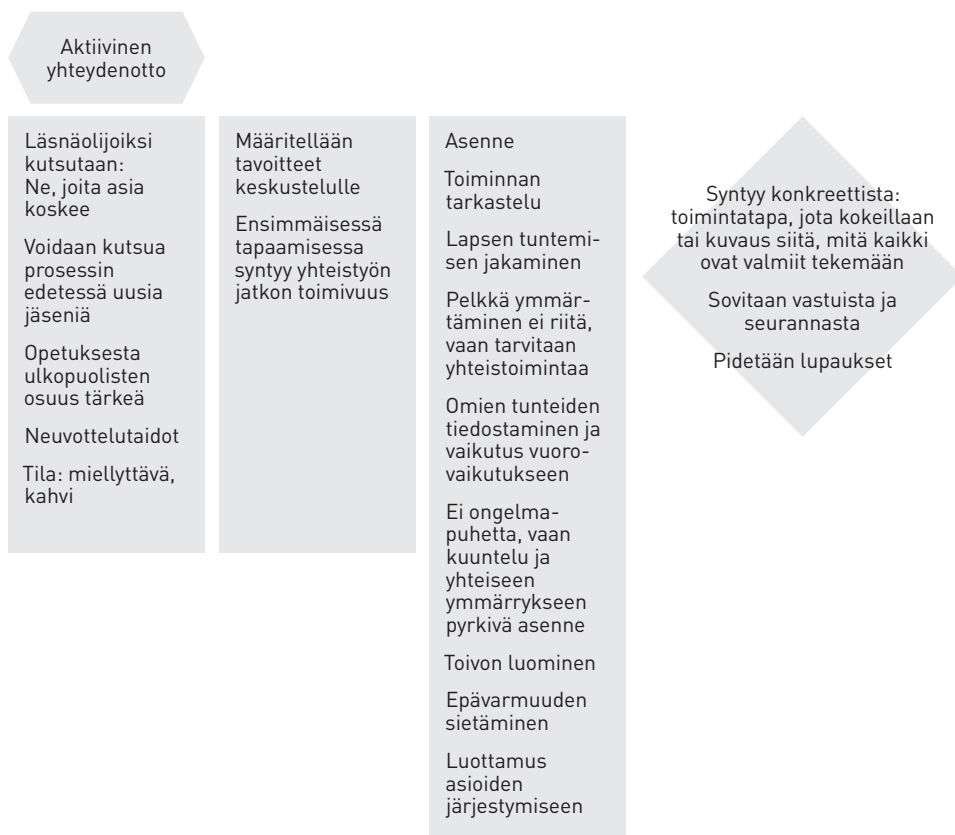 Aktiivinen
yhteydenotto
Läsnäolijoiksi
kutsutaan:
Ne, joita asia
koskee
Voidaan kutsua
prosessin
edetessä uusia
jäseniä
Opetuksesta
ulkopuolisten
osuus tärkeä
Neuvottelutaidot
Tila: miellyttävä,
kahvi
Määritellään
tavoitteet
keskustelulle
Ensimmäisessä
tapaamisessa
syntyy yhteistyön
jatkon toimivuus
Asenne
Toiminnan
tarkastelu
Lapsen tuntemi-
sen jakaminen
Pelkkä ymmär-
täminen ei riitä,
vaan tarvitaan
yhteistoimintaa
Omien tunteiden
tiedostaminen ja
vaikutus vuoro-
vaikutukseen
Ei ongelma-
puhetta, vaan
kuuntelu ja
yhteiseen
ymmärrykseen
pyrkivä asenne
Toivon luominen
Epävarmuuden
sietäminen
Luottamus
asioiden
järjestymiseen
Syntyy konkreettista:
toimintatapa, jota kokeillaan
tai kuvaus siitä, mitä kaikki
ovat valmiit tekemään
Sovitaan vastuista ja
seurannasta
Pidetään lupaukset